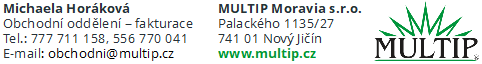 Michaela Horáková
Obchodní oddělení – fakturace
Tel.: 777 711 158, 556 770 041
E-mail: obchodni@multip.cz
MULTIP Moravia s.r.o.
Palackého 1135/27
741 01 Nový Jičín
www.multip.cz
MULTIP